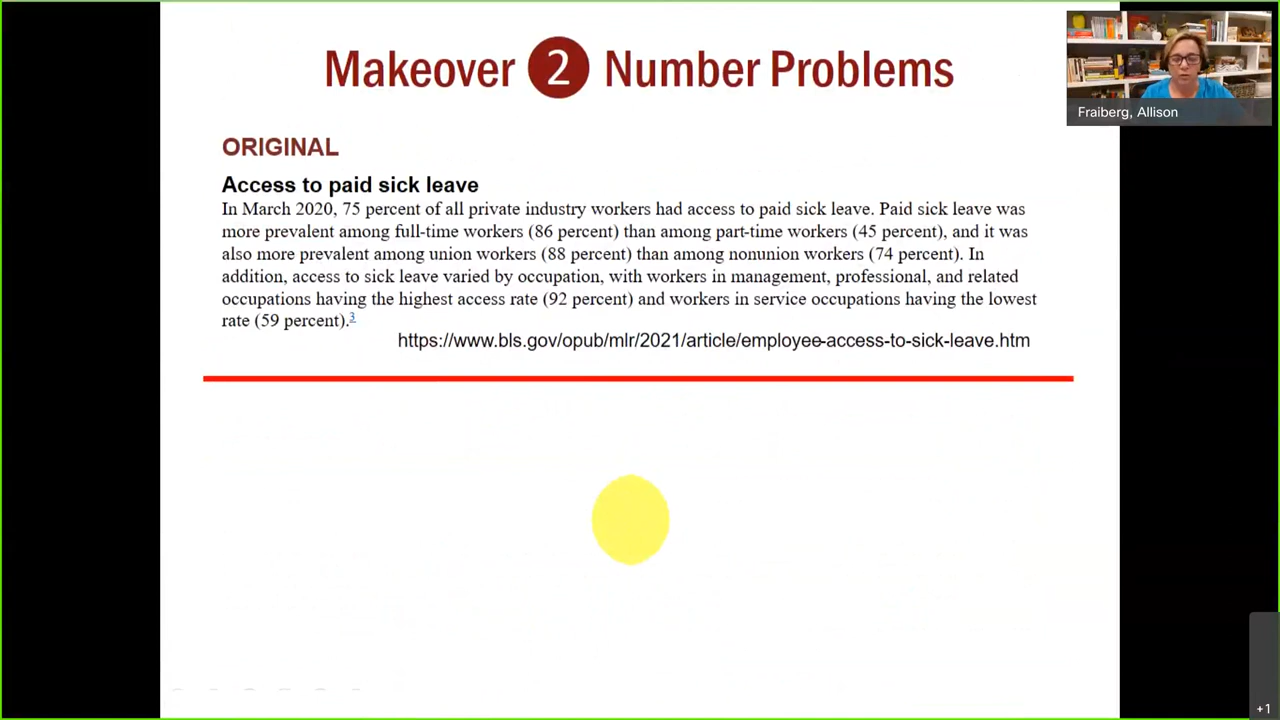 Makeover 2 Number Problems
Fraiberg, Allison
ORIGINAL
Access to paid sick leave
In March 2020, 75 percent of all private industry workers had access to paid sick leave. Paid sick leave was
more prevalent among full-time workers (86 percent) than among part-time workers (45 percent), and it was
also more prevalent among union workers (88 percent) than among nonunion workers (74 percent). In
addition, access to sick leave varied by occupation, with workers in management, professional, and related
occupations having the highest access rate (92 percent) and workers in service occupations having the lowest
rate (59 percent).3
https://www.bls.gov/opub/mlr/2021/article/employee-access-to-sick-leave.htm
+1